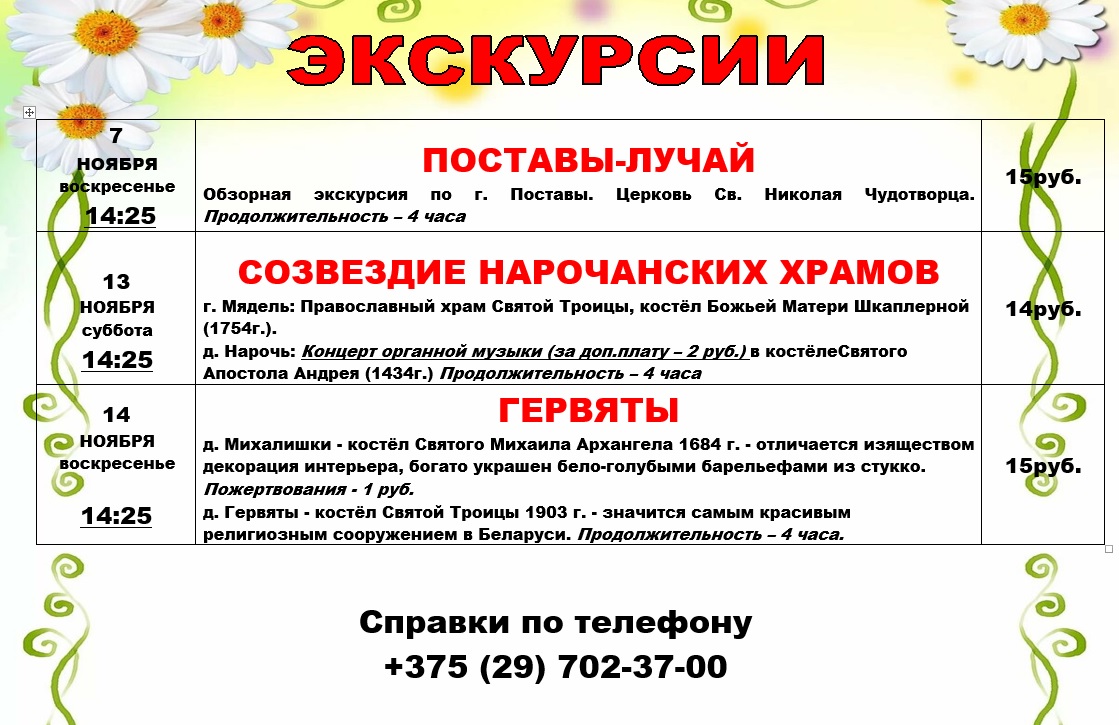 ЭКСКУРСИИ
7
НОЯБРЯ
воскресенье
14:25
ПОСТАВЫ-ЛУЧАЙ
Обзорная экскурсия по г. Поставы. Церковь Св. Николая Чудотворца.
Продолжительность – 4 часа
15руб.
13
НОЯБРЯ
суббота
14:25
СОЗВЕЗДИЕ НАРОЧАНСКИХ ХРАМОВ
г. Мядель: Православный храм Святой Троицы, костёл Божьей Матери Шкаплерной
(1754г.).
д. Нарочь: Концерт органной музыки (за доп.плату – 2 руб.) в костёлеСвятого
Апостола Андрея (1434г.) Продолжительность – 4 часа
14руб.
14
НОЯБРЯ
воскресенье
14:25
ГЕРВЯТЫ
д. Михалишки - костёл Святого Михаила Архангела 1684 г. - отличается изяществом
декорация интерьера, богато украшен бело-голубыми барельефами из стукко.
Пожертвования - 1 руб.
д. Гервяты - костёл Святой Троицы 1903 г. - значится самым красивым
религиозным сооружением в Беларуси. Продолжительность – 4 часа.
15руб.
Справки по телефону
+375 (29) 702-37-00